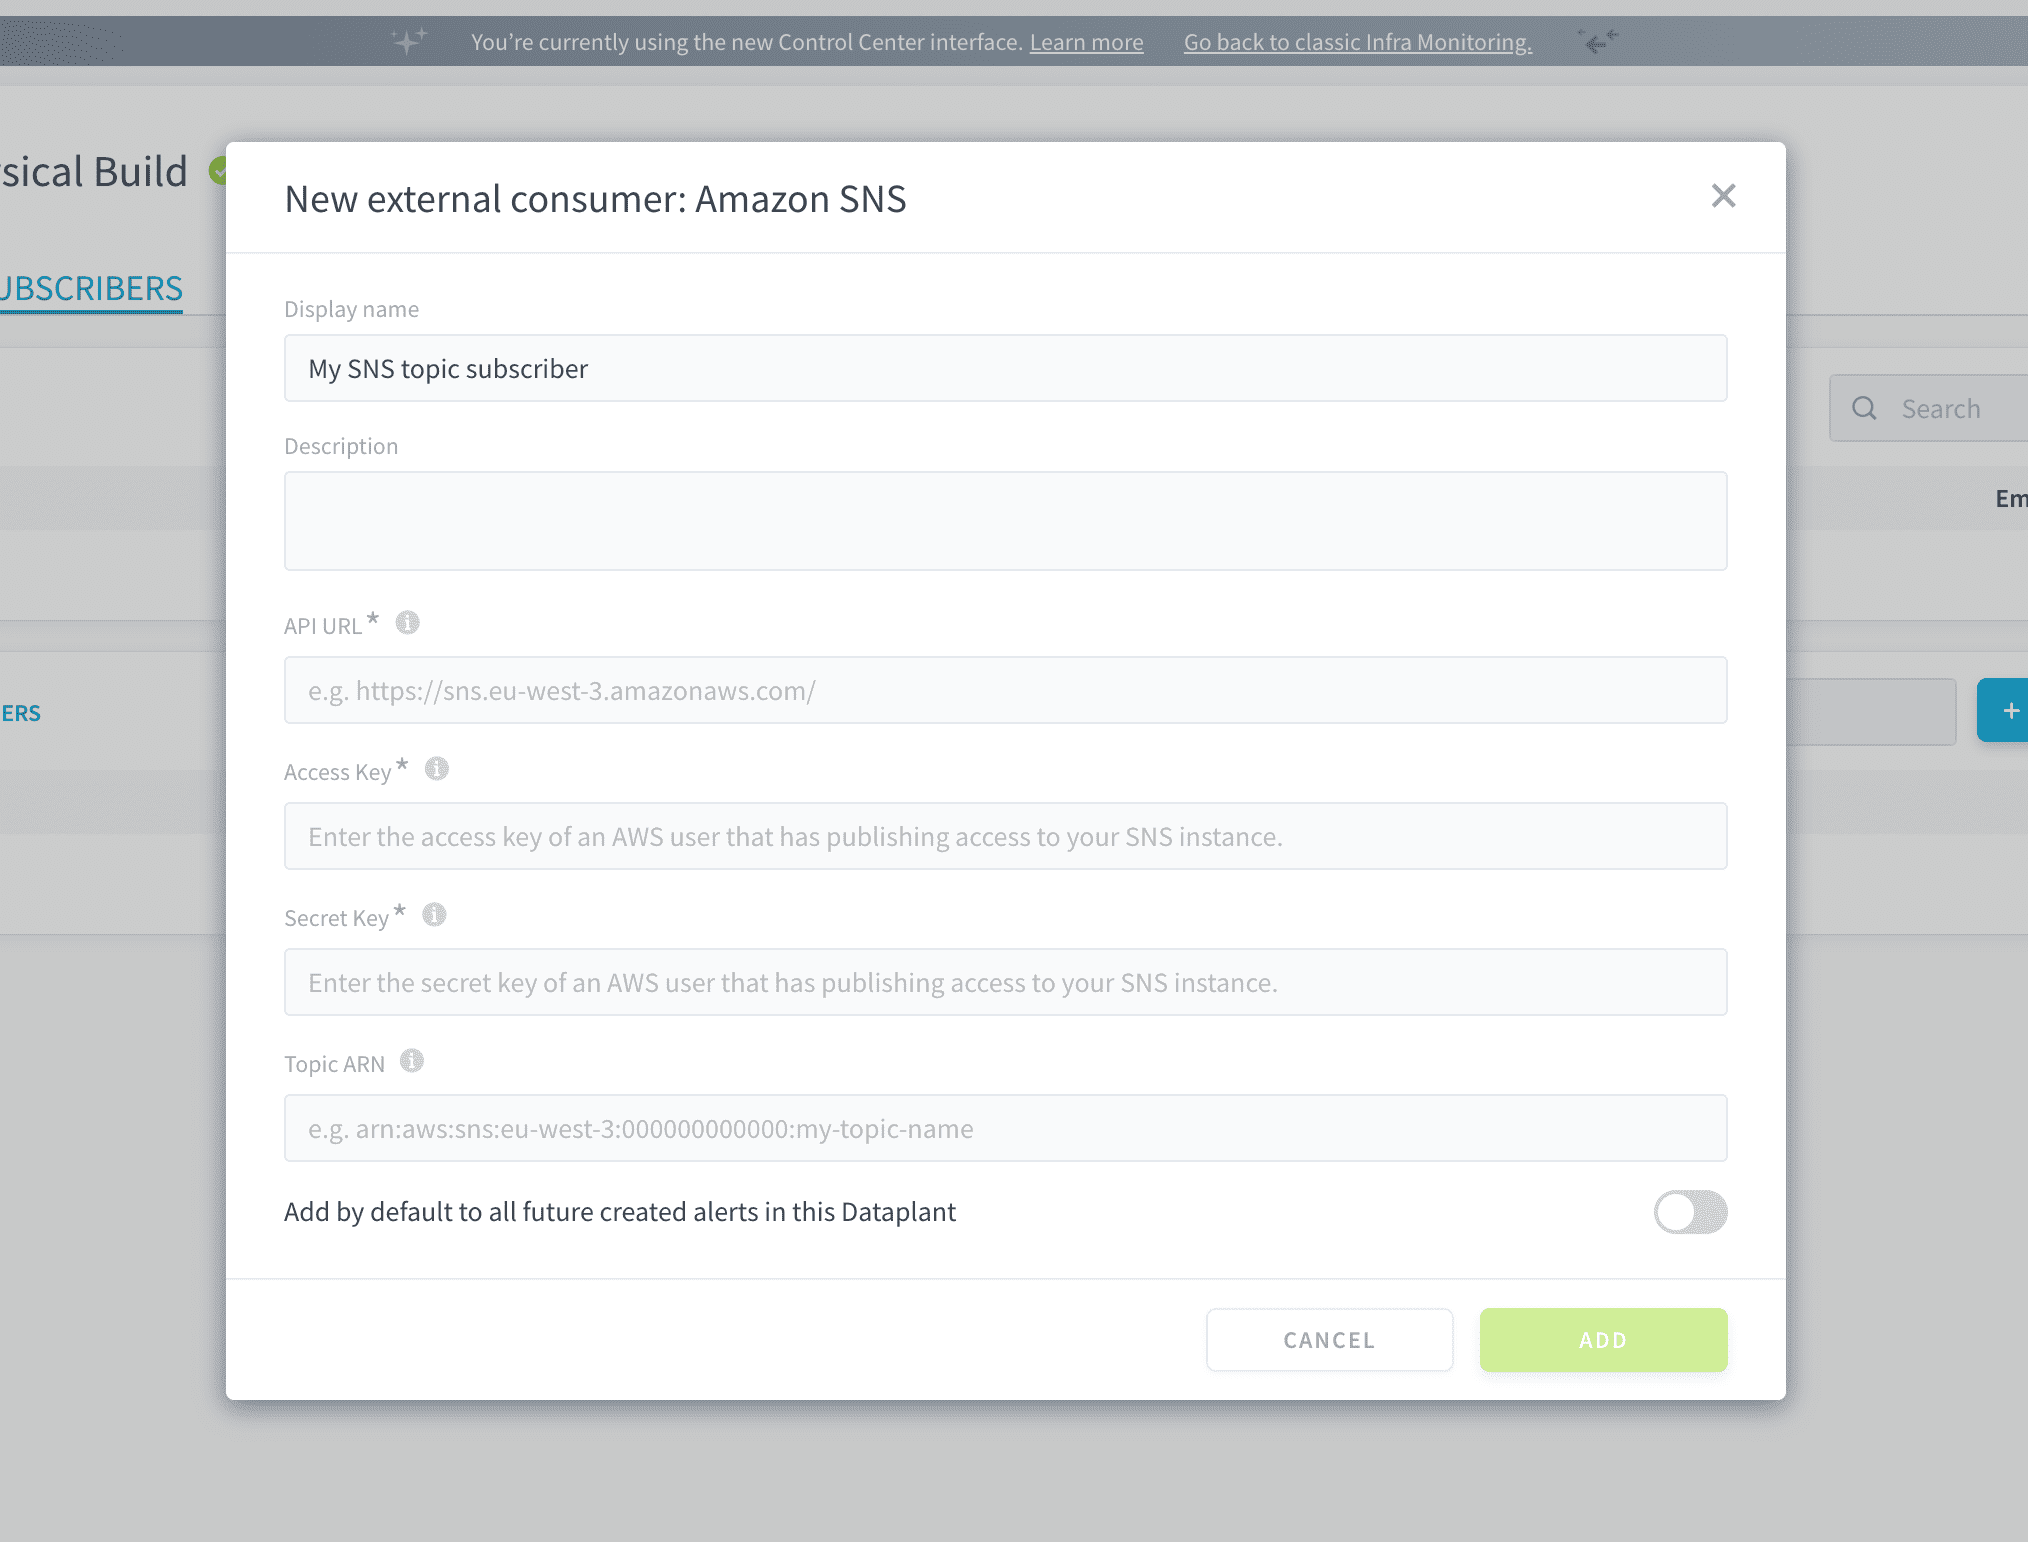 You're currently using the new Control Center interface. Learn more Go back to classic Infra Monitoring.
sical Build
New external consumer: Amazon SNS
UBSCRIBERS
Display name
My SNS topic subscriber
Search
Description
Em
API URL *
e.g. https://sns.eu-west-3.amazonaws.com/
ERS
+
Access Key *
Enter the access key of an AWS user that has publishing access to your SNS instance.
Secret Key *
Enter the secret key of an AWS user that has publishing access to your SNS instance.
Topic ARN
e.g. arn:aws:sns:eu-west-3:000000000000:my-topic-name
Add by default to all future created alerts in this Dataplant
CANCEL
ADD